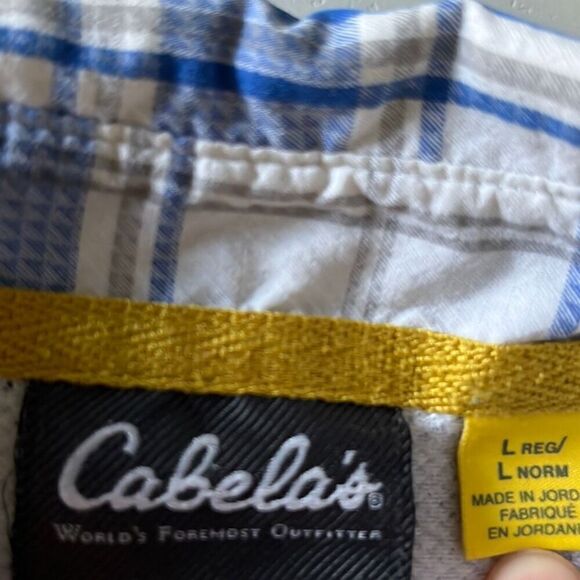 Cabela's®
WORLD'S FOREMOST OUTFITTER
L REG/
L NORM
MADE IN JORD
FABRIQUÉ
EN JORDANI